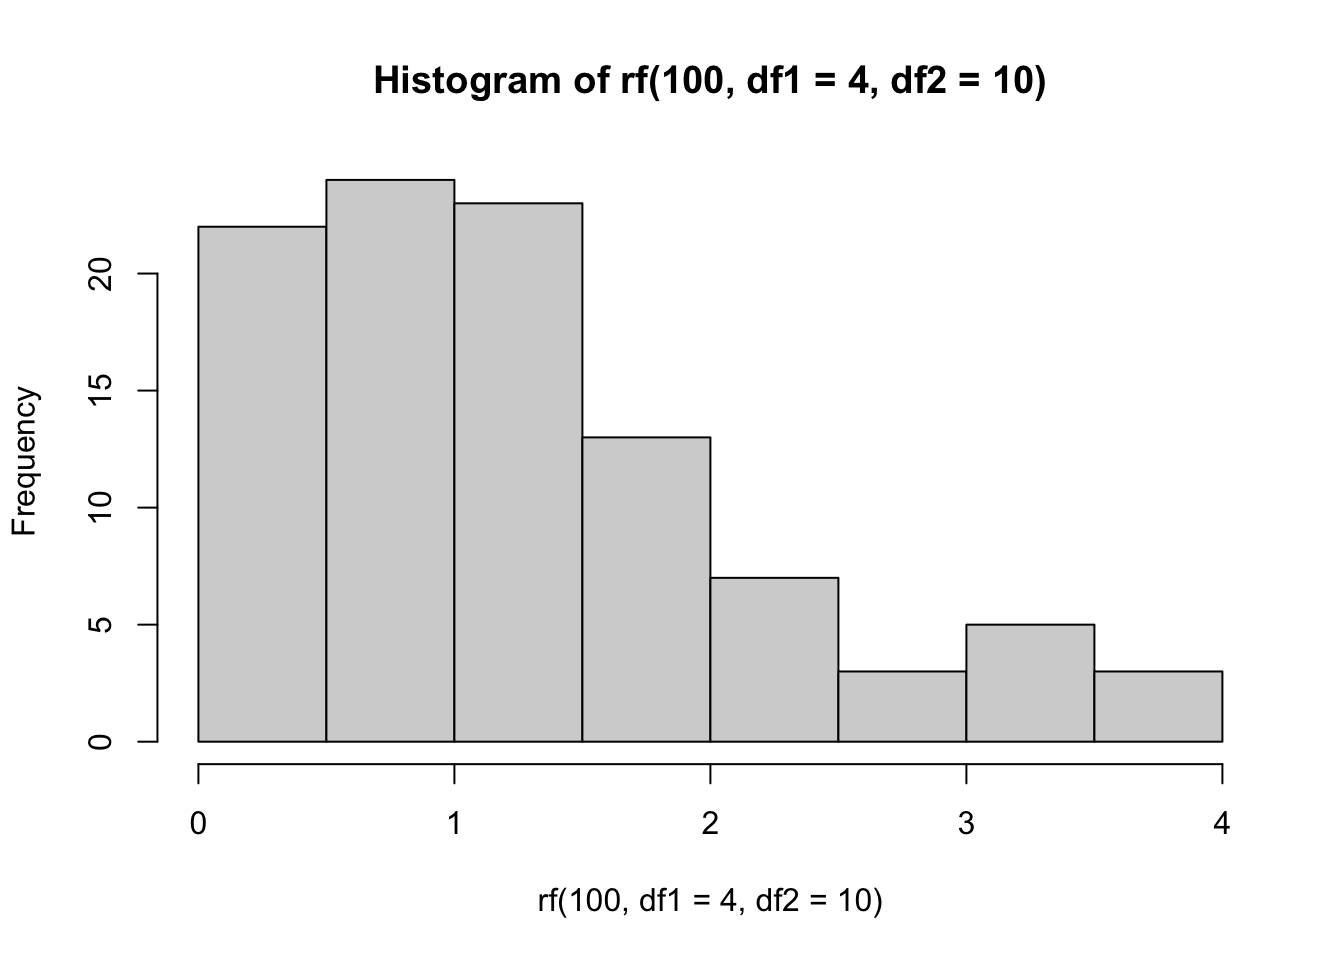 Histogram of rf(100, df1 = 4, df2 = 10)
Frequency
20
15
10
5
0
0 1 2 3 4
rf(100, df1 = 4, df2 = 10)